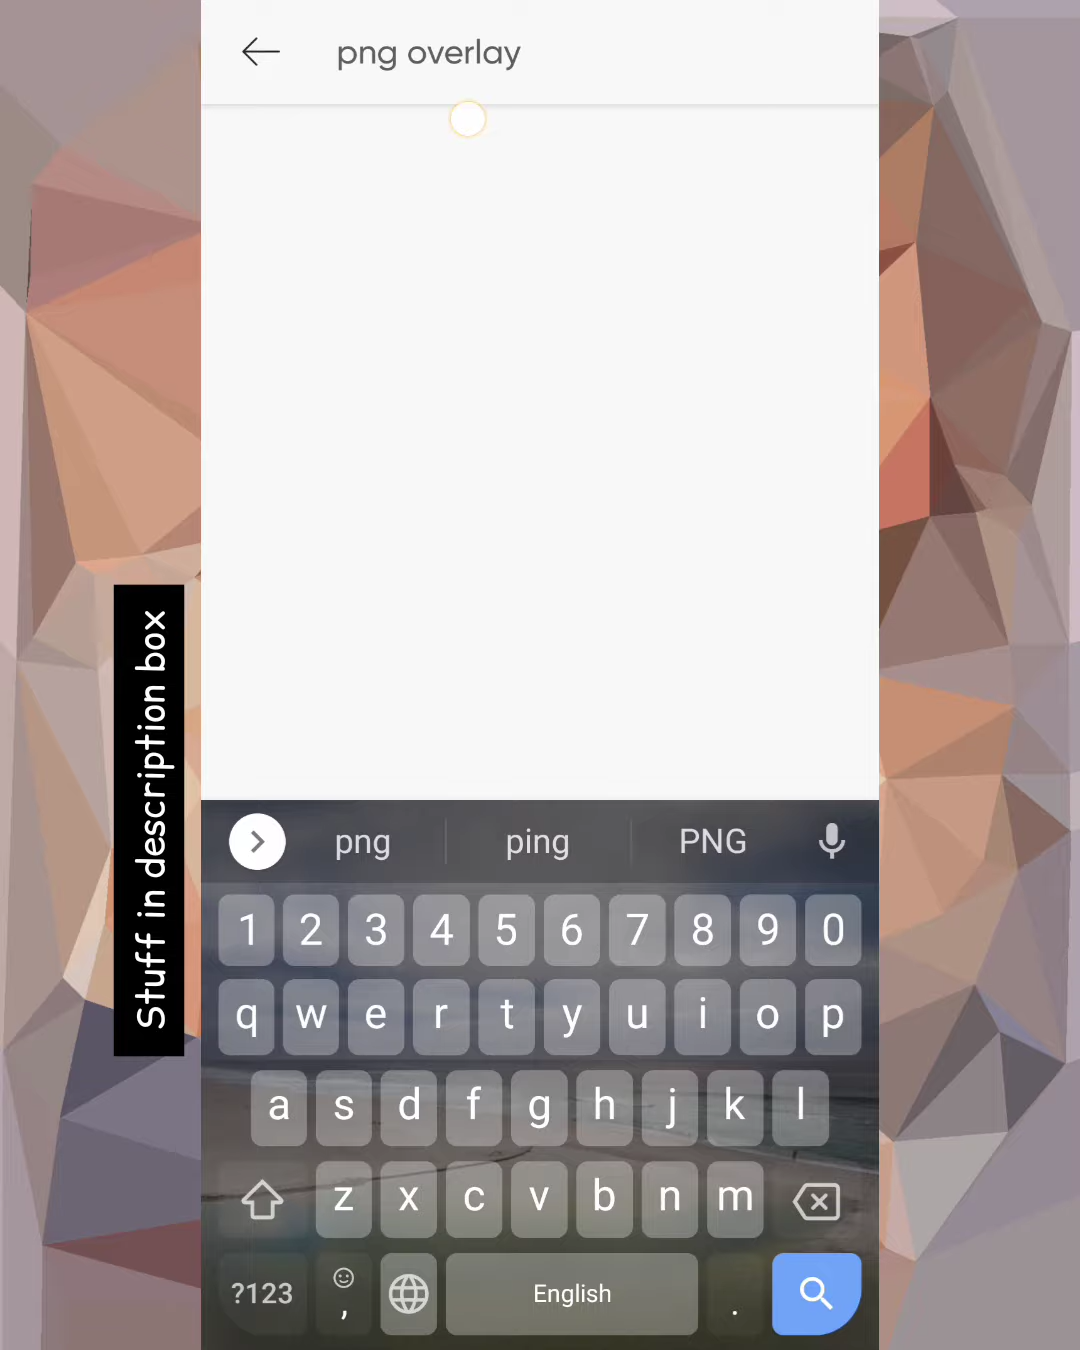 png overlay
Stuff in description box
png ping PNG
1 2 3 4 5 6 7 8 9 0
q w e r t y u i o p
a s d f g h j k l
z x c v b n m
?123 , English .